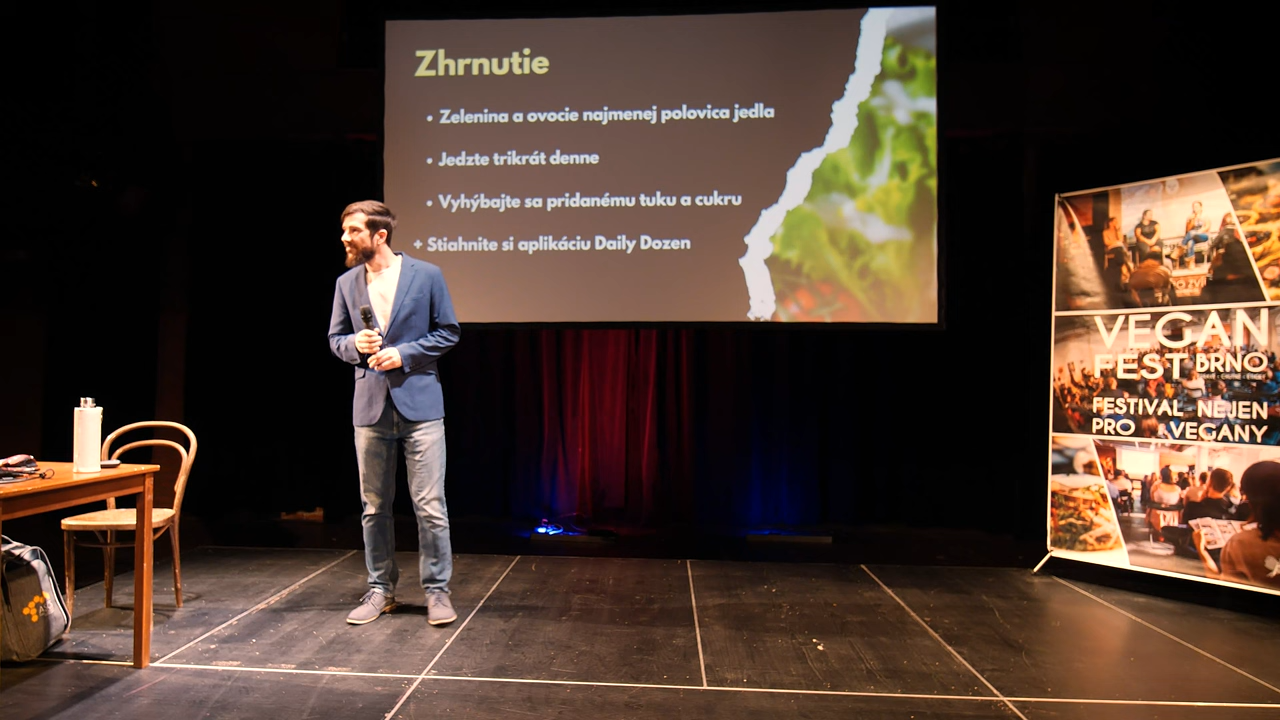 Zhrnutie
• Zelenina a ovocie najmenej polovica jedla
• Jedzte trikrát denne
• Vyhýbajte sa pridanému tuku a cukru
+ Stiahnite si aplikáciu Daily Dozen
VEGAN
FEST BRNO
FESTIVAL NEJEN
PRO VEGANY